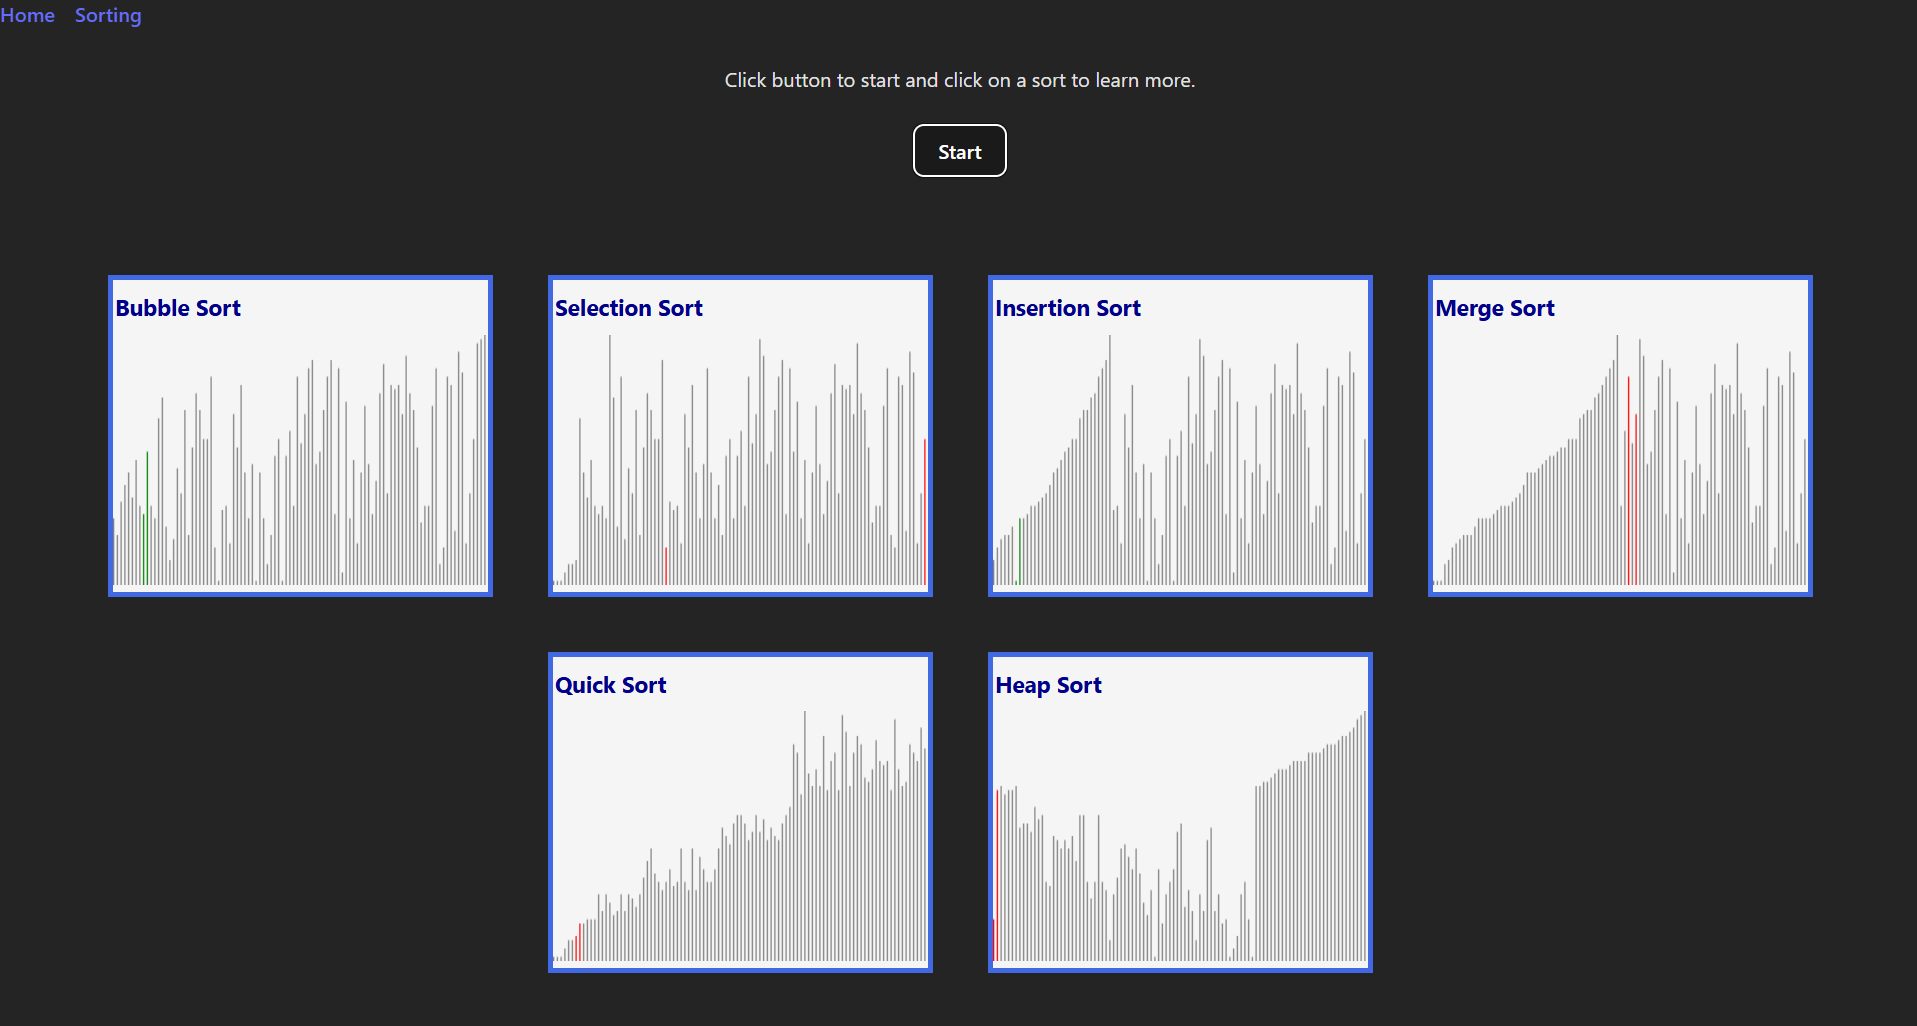 Home Sorting
Click button to start and click on a sort to learn more.
Start
Bubble Sort
Selection Sort
Insertion Sort
Merge Sort
Quick Sort
Heap Sort